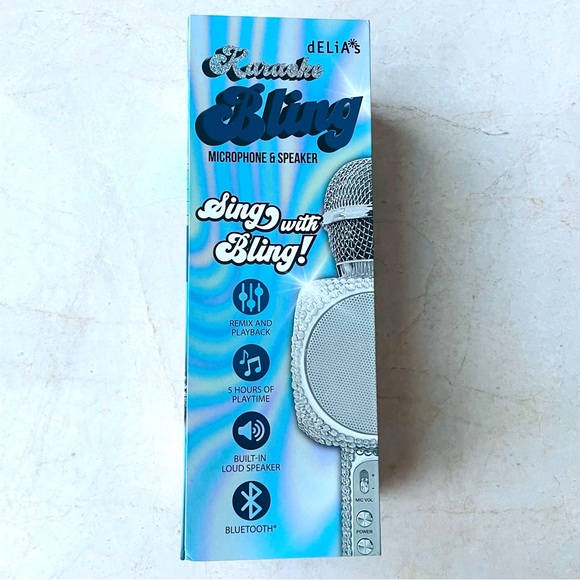 dELiA*s
Karaoke
Bling
MICROPHONE & SPEAKER
Sing with
Bling!
REMIX AND
PLAYBACK
5 HOURS OF
PLAYTIME
BUILT-IN
LOUD SPEAKER
BLUETOOTH®
+
-
MIC VOL
POWER